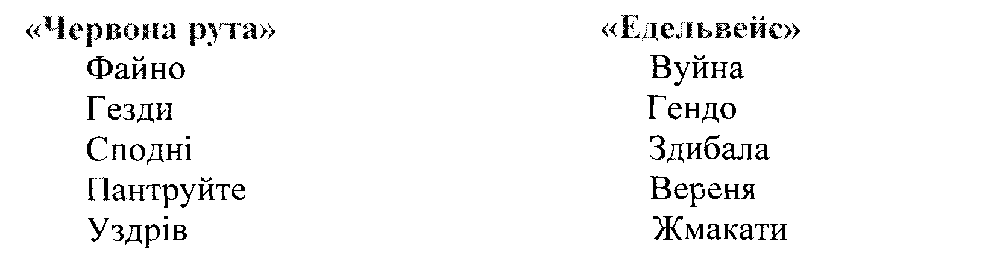 «Червона рута» «Едельвейс»
Файно Вуйна
Гезди Гендо
Сподні Здибала
Пантруйте Вереня
Уздрів Жмакати